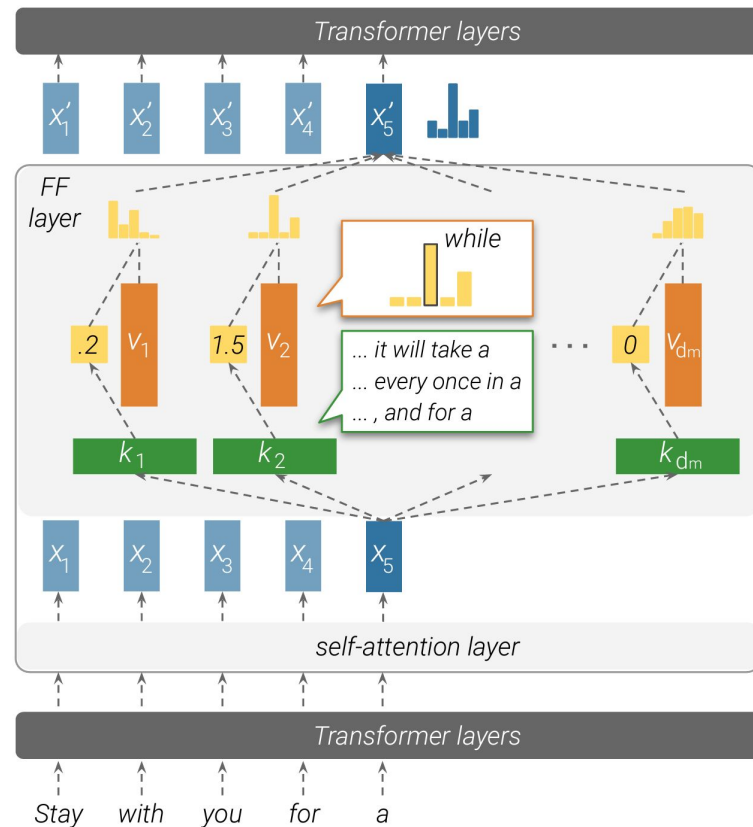 Transformer layers
x′1 x′2 x′3 x′4 x′5
FF
layer
while
.2 v1 1.5 v2 ... 0 vdm
... it will take a
... every once in a
... , and for a
k1 k2 kdm
x1 x2 x3 x4 x5
self-attention layer
Transformer layers
Stay with you for a